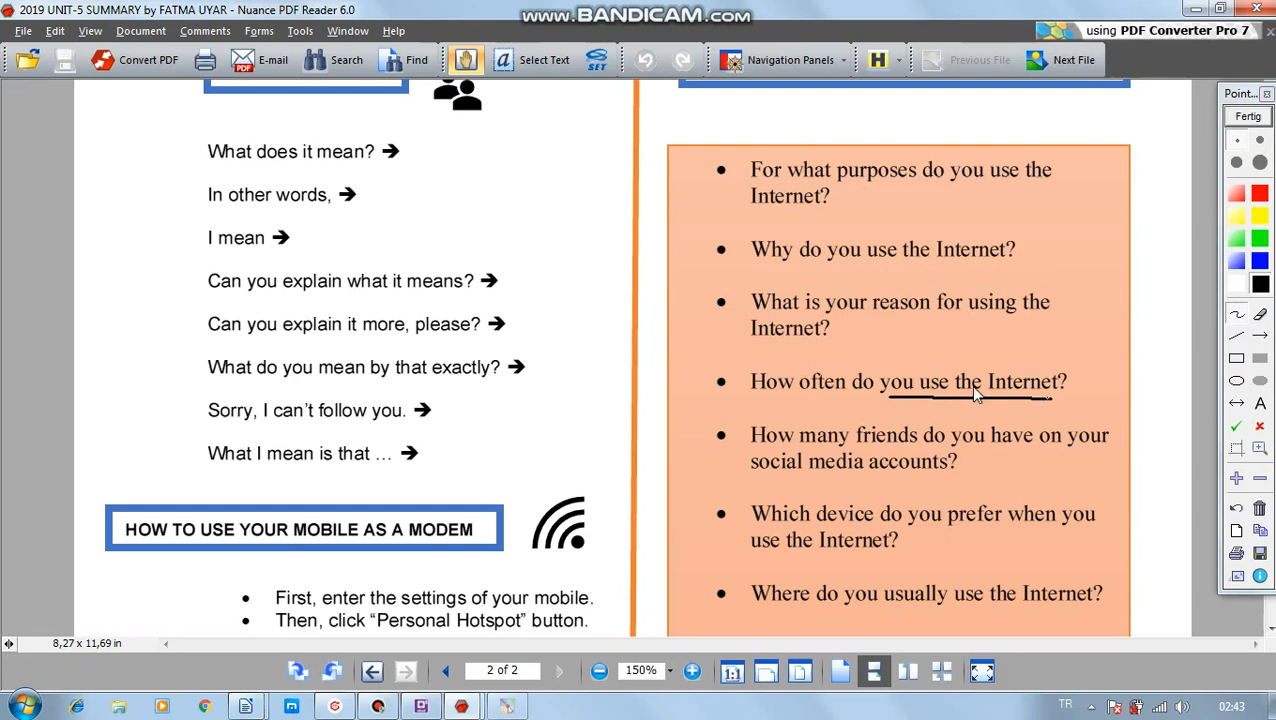 2019 UNIT-5 SUMMARY by FATMA UYAR - Nuance PDF Reader 6.0
www.BANDICAM.com
File Edit View Document Comments Forms Tools Window Help
using PDF Converter Pro 7
Convert PDF E-mail Search Find Select Text SET Navigation Panels H Previous File Next File
What does it mean? ➔
In other words, ➔
I mean ➔
Can you explain what it means? ➔
Can you explain it more, please? ➔
What do you mean by that exactly? ➔
Sorry, I can't follow you. ➔
What I mean is that … ➔
HOW TO USE YOUR MOBILE AS A MODEM
• First, enter the settings of your mobile.
• Then, click “Personal Hotspot” button.
• For what purposes do you use the
Internet?
• Why do you use the Internet?
• What is your reason for using the
Internet?
• How often do you use the Internet?
• How many friends do you have on your
social media accounts?
• Which device do you prefer when you
use the Internet?
• Where do you usually use the Internet?
Point...
Fertig
A
8,27 x 11,69 in
2 of 2
150%
1:1
TR
02:43